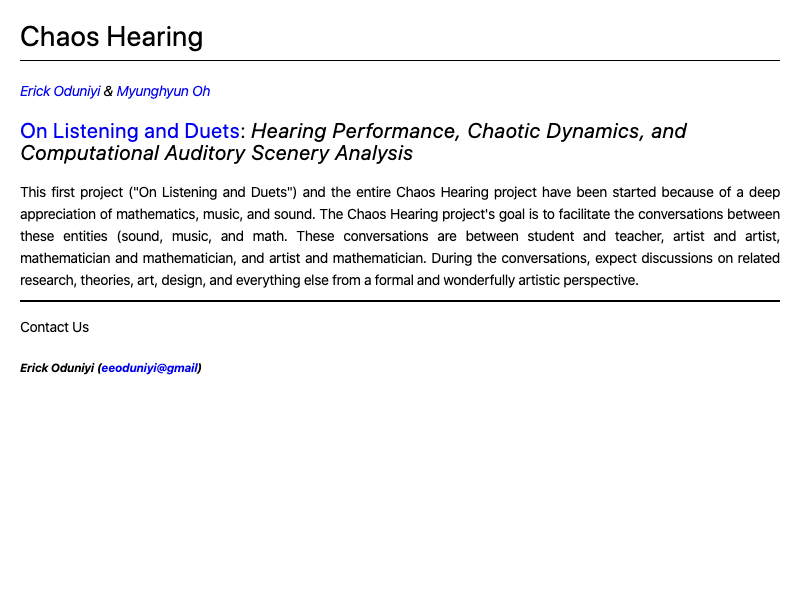 Chaos Hearing
Erick Oduniyi & Myunghyun Oh
On Listening and Duets: Hearing Performance, Chaotic Dynamics, and
Computational Auditory Scenery Analysis
This first project ("On Listening and Duets") and the entire Chaos Hearing project have been started because of a deep
appreciation of mathematics, music, and sound. The Chaos Hearing project's goal is to facilitate the conversations between
these entities (sound, music, and math. These conversations are between student and teacher, artist and artist,
mathematician and mathematician, and artist and mathematician. During the conversations, expect discussions on related
research, theories, art, design, and everything else from a formal and wonderfully artistic perspective.
Contact Us
Erick Oduniyi (eeoduniyi@gmail)